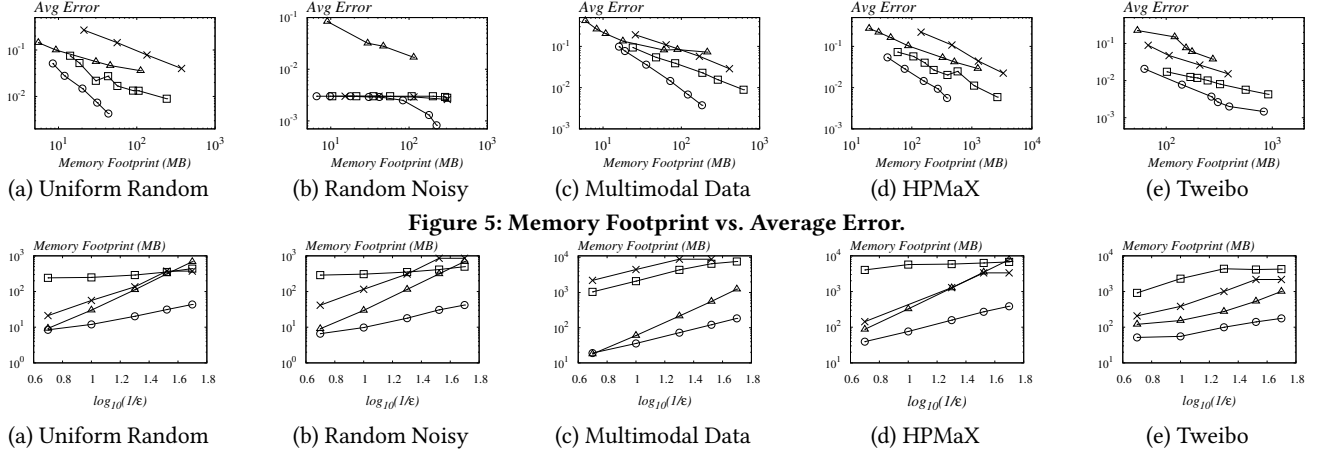 Avg Error Avg Error Avg Error Avg Error Avg Error
10^-1 10^-2 10^1 10^2 10^3
10^-1 10^-2 10^-3 10^1 10^2 10^3
10^0 10^-1 10^-2 10^-3 10^1 10^2 10^3
10^0 10^-1 10^-2 10^-3 10^1 10^2 10^3 10^4
10^0 10^-1 10^-2 10^-3 10^2 10^3
Memory Footprint (MB) Memory Footprint (MB) Memory Footprint (MB) Memory Footprint (MB) Memory Footprint (MB)
(a) Uniform Random (b) Random Noisy (c) Multimodal Data (d) HPMaX (e) Tweibo
Figure 5: Memory Footprint vs. Average Error.
Memory Footprint (MB) Memory Footprint (MB) Memory Footprint (MB) Memory Footprint (MB) Memory Footprint (MB)
10^3 10^2 10^1 10^0
10^3 10^2 10^1 10^0
10^4 10^3 10^2 10^1
10^4 10^3 10^2 10^1
10^4 10^3 10^2 10^1
0.6 0.8 1 1.2 1.4 1.6 1.8 0.6 0.8 1 1.2 1.4 1.6 1.8 0.6 0.8 1 1.2 1.4 1.6 1.8 0.6 0.8 1 1.2 1.4 1.6 1.8 0.6 0.8 1.0 1.2 1.4 1.6 1.8
log10(1/ε) log10(1/ε) log10(1/ε) log10(1/ε) log10(1/ε)
(a) Uniform Random (b) Random Noisy (c) Multimodal Data (d) HPMaX (e) Tweibo